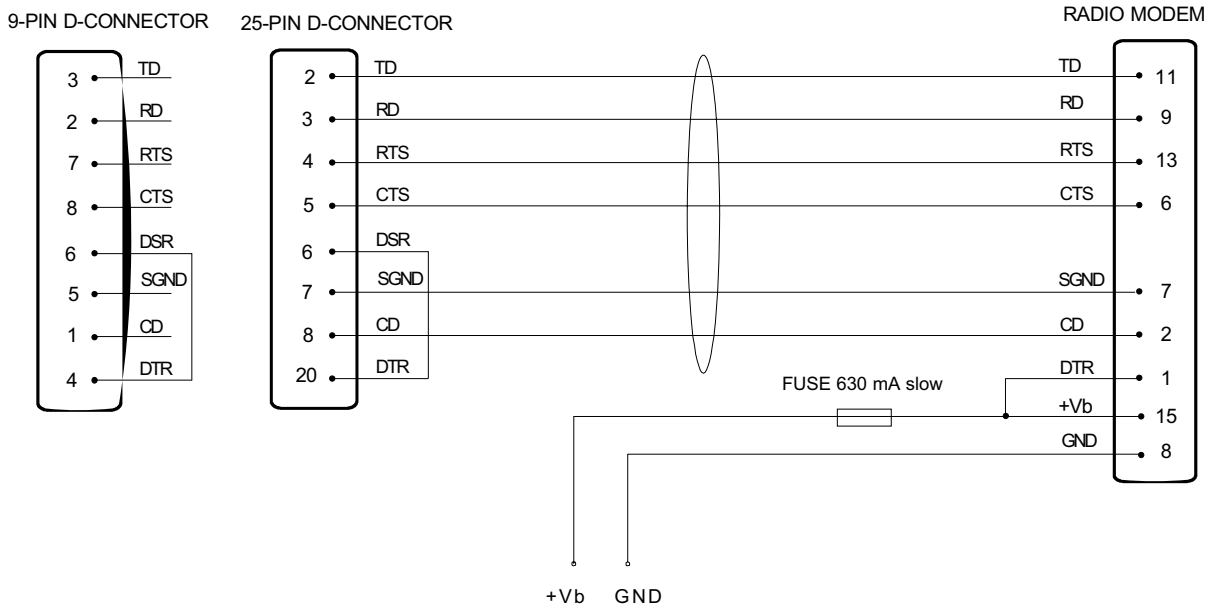 9-PIN D-CONNECTOR
25-PIN D-CONNECTOR
RADIO MODEM
3 TD
2 RD
7 RTS
8 CTS
6 DSR
5 SGND
1 CD
4 DTR
2 TD
3 RD
4 RTS
5 CTS
6 DSR
7 SGND
8 CD
20 DTR
TD 11
RD 9
RTS 13
CTS 6
SGND 7
CD 2
DTR 1
+Vb 15
GND 8
FUSE 630 mA slow
+Vb GND